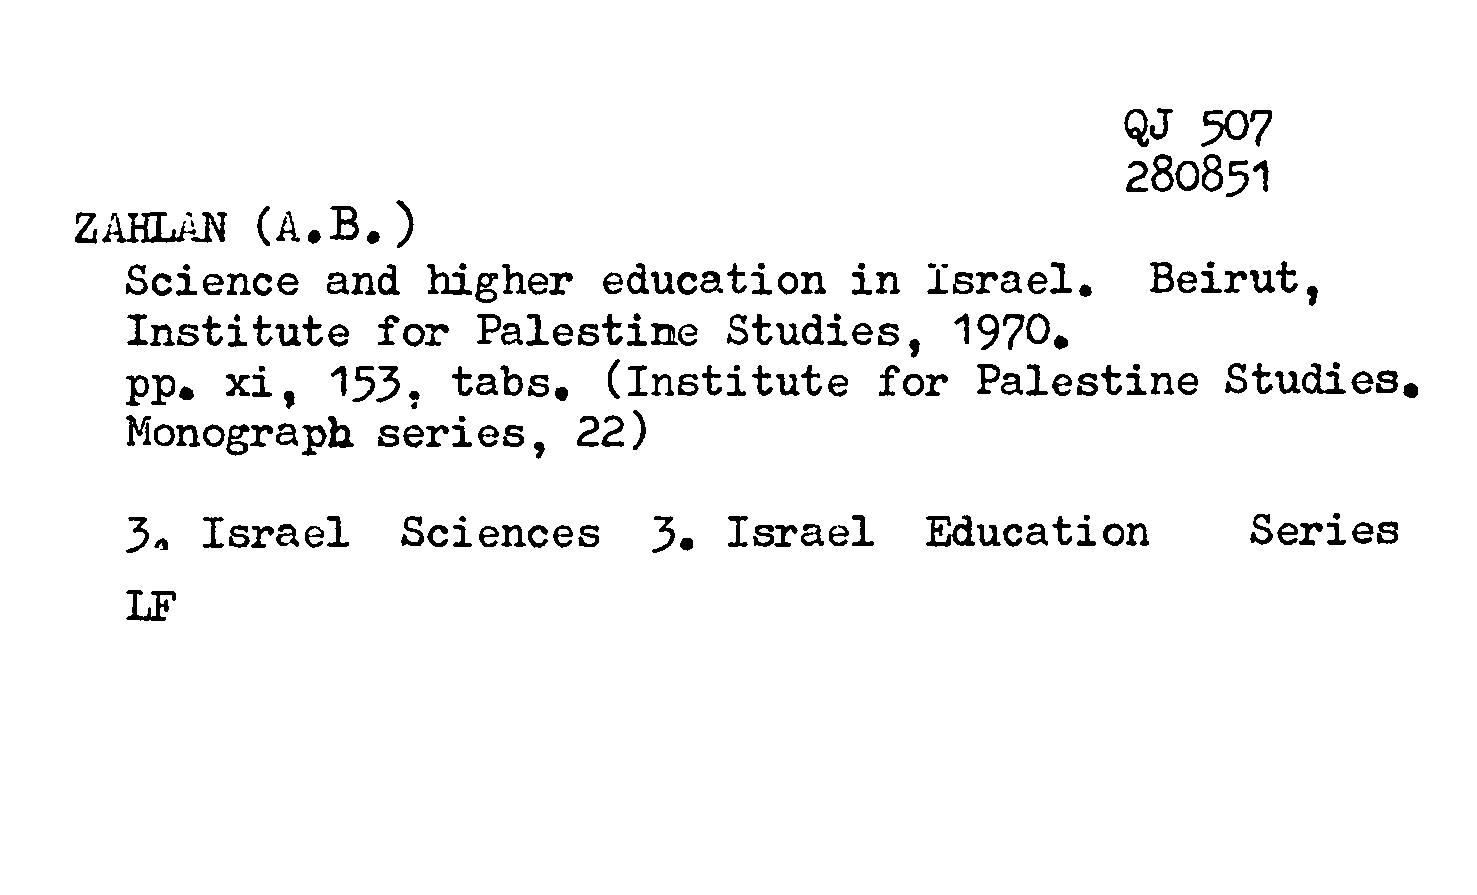 QJ 507
280851
ZAHLAN (A.B.)
Science and higher education in Israel. Beirut,
Institute for Palestine Studies, 1970.
pp. xi, 153; tabs. (Institute for Palestine Studies.
Monograph series, 22)
3. Israel Sciences 3. Israel Education Series
LF